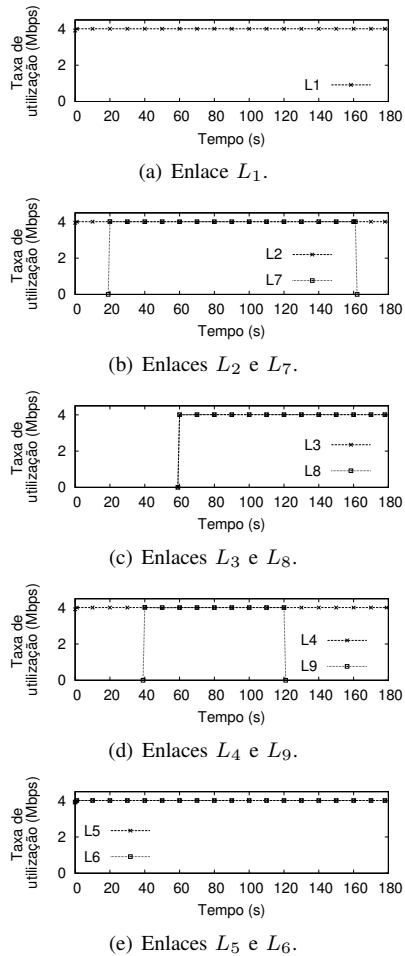 Taxa de
utilização (Mbps)
4
2
0
L1
0 20 40 60 80 100 120 140 160 180
Tempo (s)
(a) Enlace L₁.
Taxa de
utilização (Mbps)
4
2
0
L2
L7
0 20 40 60 80 100 120 140 160 180
Tempo (s)
(b) Enlaces L₂ e L₇.
Taxa de
utilização (Mbps)
4
2
0
L3
L8
0 20 40 60 80 100 120 140 160 180
Tempo (s)
(c) Enlaces L₃ e L₈.
Taxa de
utilização (Mbps)
4
2
0
L4
L9
0 20 40 60 80 100 120 140 160 180
Tempo (s)
(d) Enlaces L₄ e L₉.
Taxa de
utilização (Mbps)
4
2
0
L5
L6
0 20 40 60 80 100 120 140 160 180
Tempo (s)
(e) Enlaces L₅ e L₆.